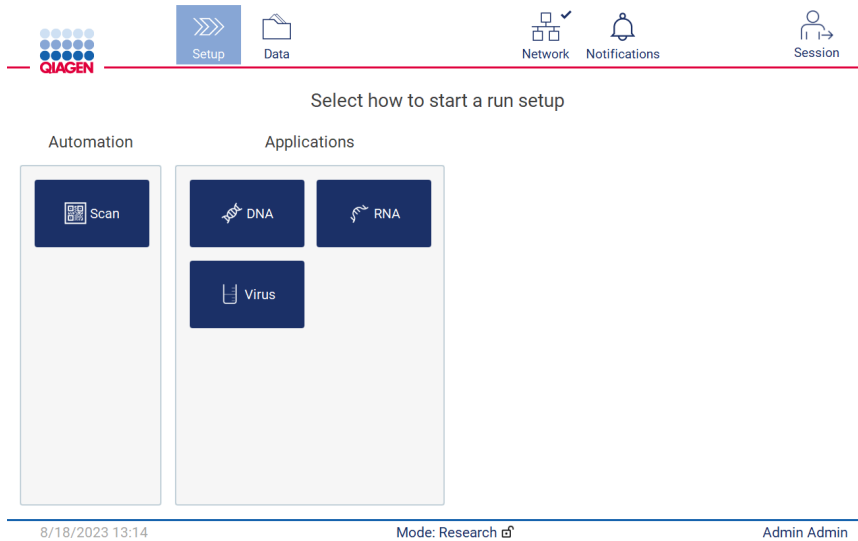 QIAGEN
Setup
Data
Network
Notifications
Session
Select how to start a run setup
Automation
Applications
Scan
DNA
RNA
Virus
8/18/2023 13:14
Mode: Research
Admin Admin